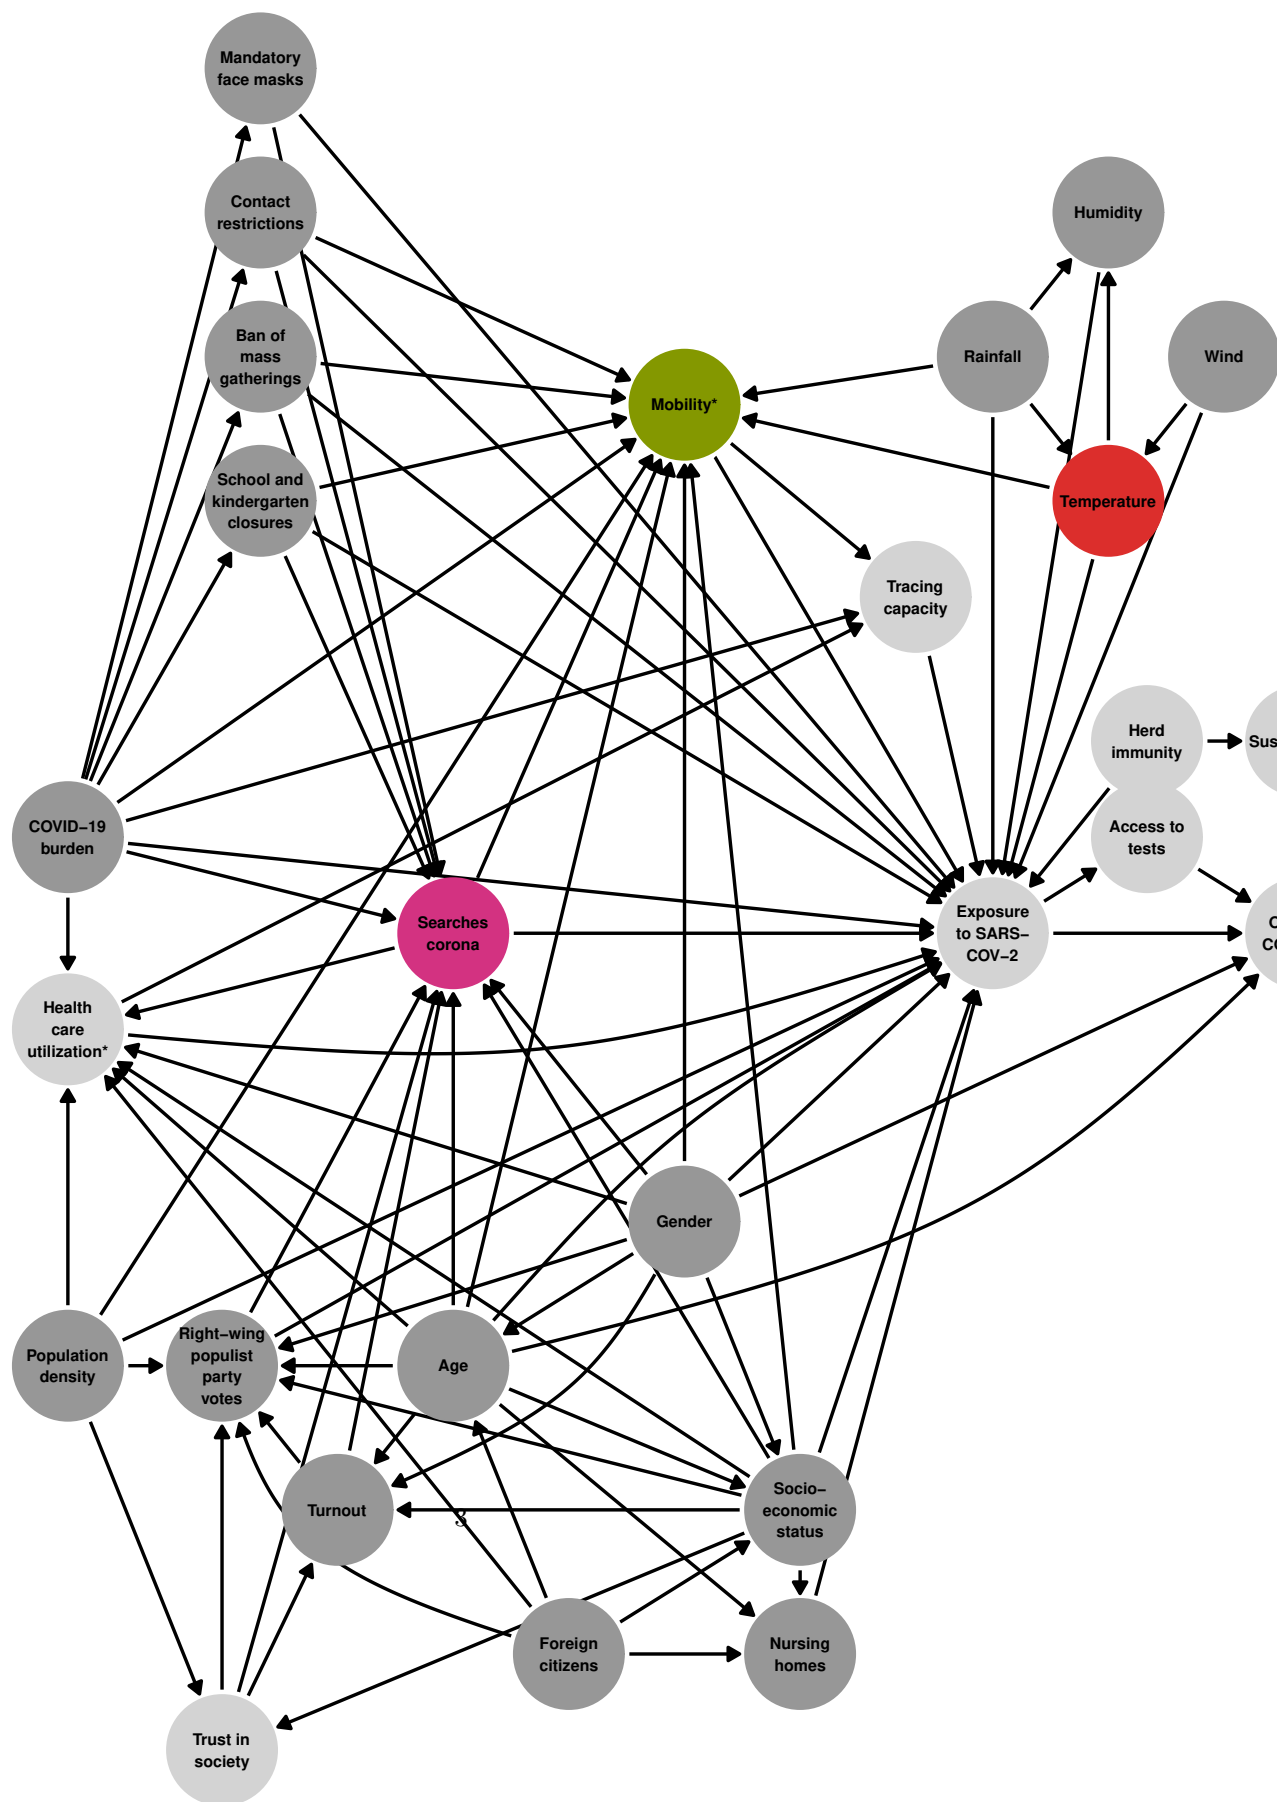 Mandatory
face masks
Contact
restrictions
Humidity
Ban of
mass
gatherings
Rainfall
Wind
Mobility*
School and
kindergarten
closures
Temperature
Tracing
capacity
Herd
immunity
Sus
COVID−19
burden
Access to
tests
Searches
corona
Exposure
to SARS−
COV−2
Health
care
utilization*
Gender
Population
density
Right−wing
populist
party
votes
Age
Turnout
3
Socio−
economic
status
Foreign
citizens
Nursing
homes
Trust in
society